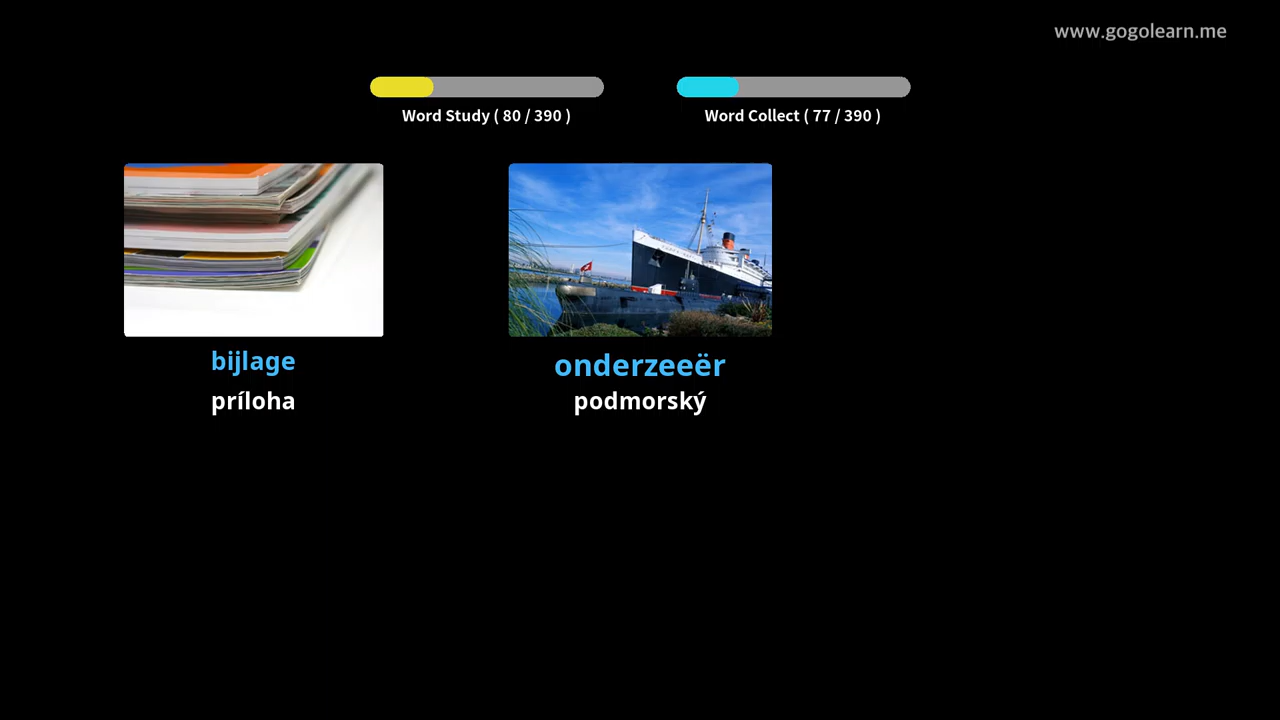 www.gogolearn.me
Word Study ( 80 / 390 )
Word Collect ( 77 / 390 )
bijlage
príloha
onderzeeër
podmorský